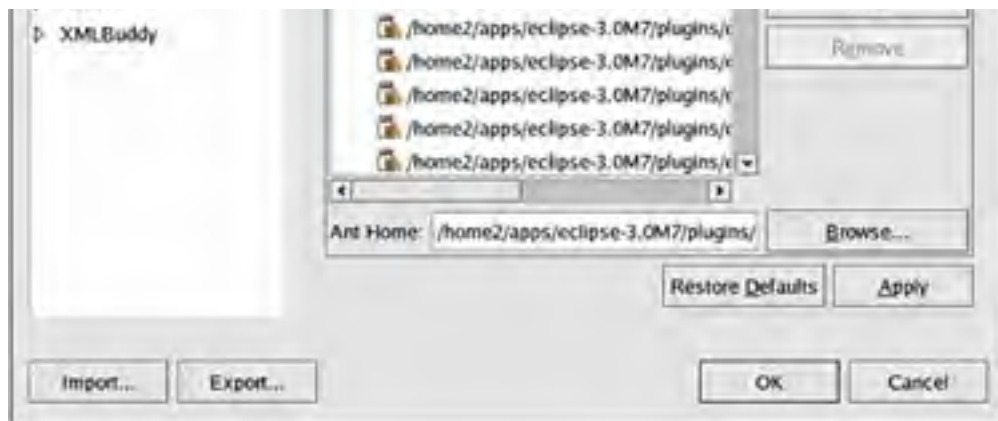 XMLBuddy
/home2/apps/eclipse-3.0M7/plugins/
/home2/apps/eclipse-3.0M7/plugins/
/home2/apps/eclipse-3.0M7/plugins/
/home2/apps/eclipse-3.0M7/plugins/
/home2/apps/eclipse-3.0M7/plugins/
Remove
Ant Home: /home2/apps/eclipse-3.0M7/plugins/
Browse...
Restore Defaults
Apply
Import...
Export...
OK
Cancel